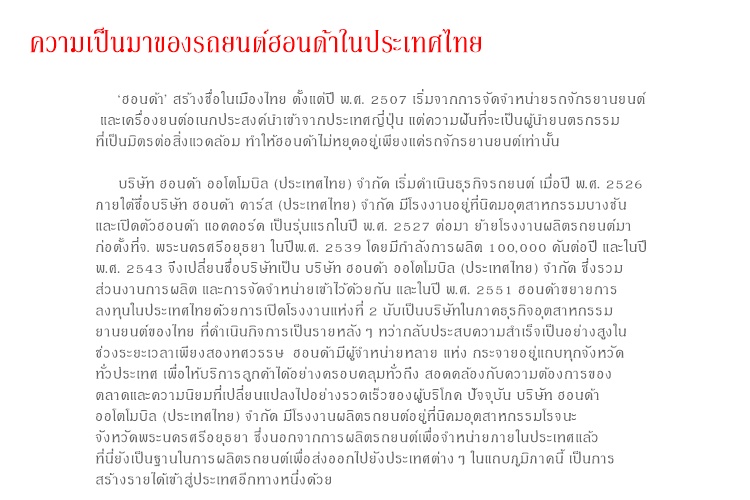 ความเป็นมาของรถยนต์ฮอนด้าในประเทศไทย
'ฮอนด้า' สร้างชื่อในเมืองไทย ตั้งแต่ปี พ.ศ. 2507 เริ่มจากการจัดจำหน่ายรถจักรยานยนต์
และเครื่องยนต์อเนกประสงค์นำเข้าจากประเทศญี่ปุ่น แต่ความฝันที่จะเป็นผู้นำยนตรกรรม
ที่เป็นมิตรต่อสิ่งแวดล้อม ทำให้ฮอนด้าไม่หยุดอยู่เพียงแค่รถจักรยานยนต์เท่านั้น
บริษัท ฮอนด้า ออโตโมบิล (ประเทศไทย) จำกัด เริ่มดำเนินธุรกิจรถยนต์ เมื่อปี พ.ศ. 2526
ภายใต้ชื่อบริษัท ฮอนด้า คาร์ส (ประเทศไทย) จำกัด มีโรงงานอยู่ที่นิคมอุตสาหกรรมบางชัน
และเปิดตัวฮอนด้า แอคคอร์ด เป็นรุ่นแรกในปี พ.ศ. 2527 ต่อมา ย้ายโรงงานผลิตรถยนต์มา
ก่อตั้งที่จ. พระนครศรีอยุธยา ในปีพ.ศ. 2539 โดยมีกำลังการผลิต 100,000 คันต่อปี และในปี
พ.ศ. 2543 จึงเปลี่ยนชื่อบริษัทเป็น บริษัท ฮอนด้า ออโตโมบิล (ประเทศไทย) จำกัด ซึ่งรวม
ส่วนงานการผลิต และการจัดจำหน่ายเข้าไว้ด้วยกัน และในปี พ.ศ. 2551 ฮอนด้าขยายการ
ลงทุนในประเทศไทยด้วยการเปิดโรงงานแห่งที่ 2 นับเป็นบริษัทในภาคธุรกิจอุตสาหกรรม
ยานยนต์ของไทย ที่ดำเนินกิจการเป็นรายหลัง ๆ ทว่ากลับประสบความสำเร็จเป็นอย่างสูงใน
ช่วงระยะเวลาเพียงสองทศวรรษ ฮอนด้ามีผู้จำหน่ายหลาย แห่ง กระจายอยู่แถบทุกจังหวัด
ทั่วประเทศ เพื่อให้บริการลูกค้าได้อย่างครอบคลุมทั่วถึง สอดคล้องกับความต้องการของ
ตลาดและความนิยมที่เปลี่ยนแปลงไปอย่างรวดเร็วของผู้บริโภค ปัจจุบัน บริษัท ฮอนด้า
ออโตโมบิล (ประเทศไทย) จำกัด มีโรงงานผลิตรถยนต์อยู่ที่นิคมอุตสาหกรรมโรจนะ
จังหวัดพระนครศรีอยุธยา ซึ่งนอกจากการผลิตรถยนต์เพื่อจำหน่ายภายในประเทศแล้ว
ที่นี่ยังเป็นฐานในการผลิตรถยนต์เพื่อส่งออกไปยังประเทศต่าง ๆ ในแถบภูมิภาคนี้ เป็นการ
สร้างรายได้เข้าสู่ประเทศอีกทางหนึ่งด้วย